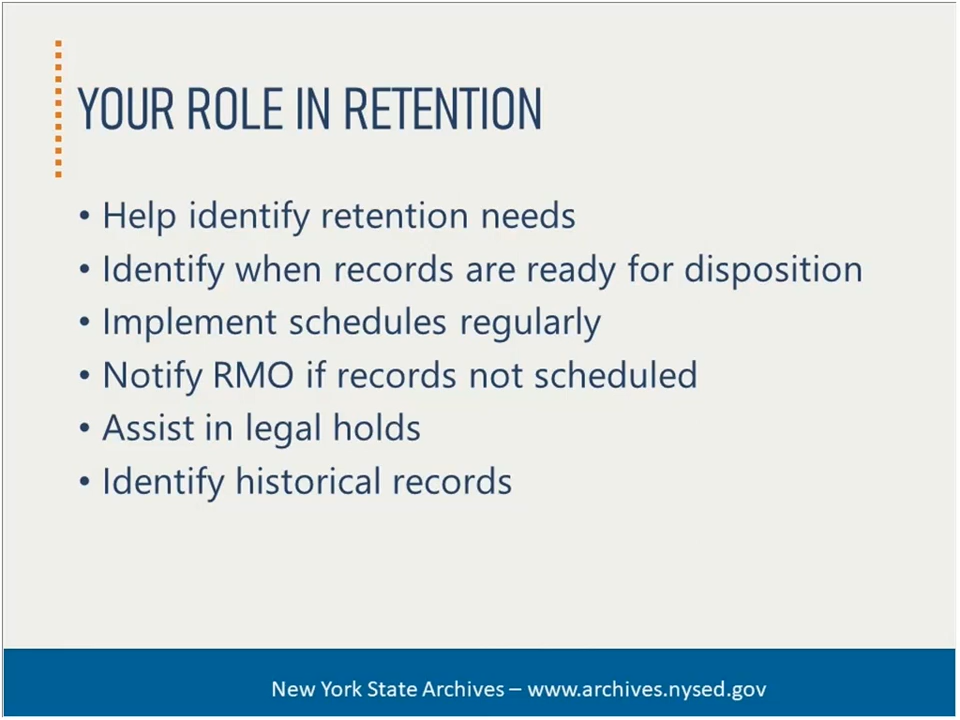 YOUR ROLE IN RETENTION
• Help identify retention needs
• Identify when records are ready for disposition
• Implement schedules regularly
• Notify RMO if records not scheduled
• Assist in legal holds
• Identify historical records
New York State Archives – www.archives.nysed.gov